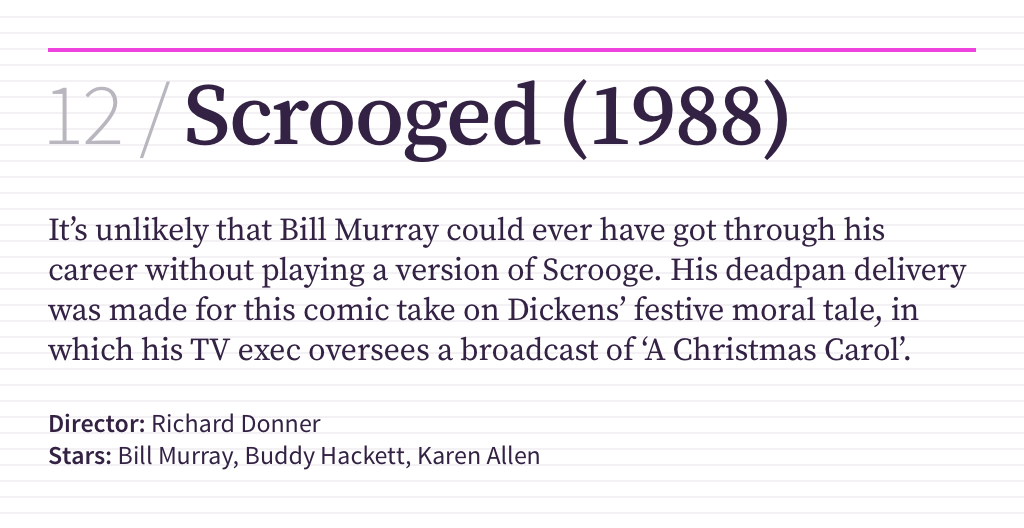 12 / Scrooged (1988)
It’s unlikely that Bill Murray could ever have got through his
career without playing a version of Scrooge. His deadpan delivery
was made for this comic take on Dickens’ festive moral tale, in
which his TV exec oversees a broadcast of ‘A Christmas Carol’.
Director: Richard Donner
Stars: Bill Murray, Buddy Hackett, Karen Allen